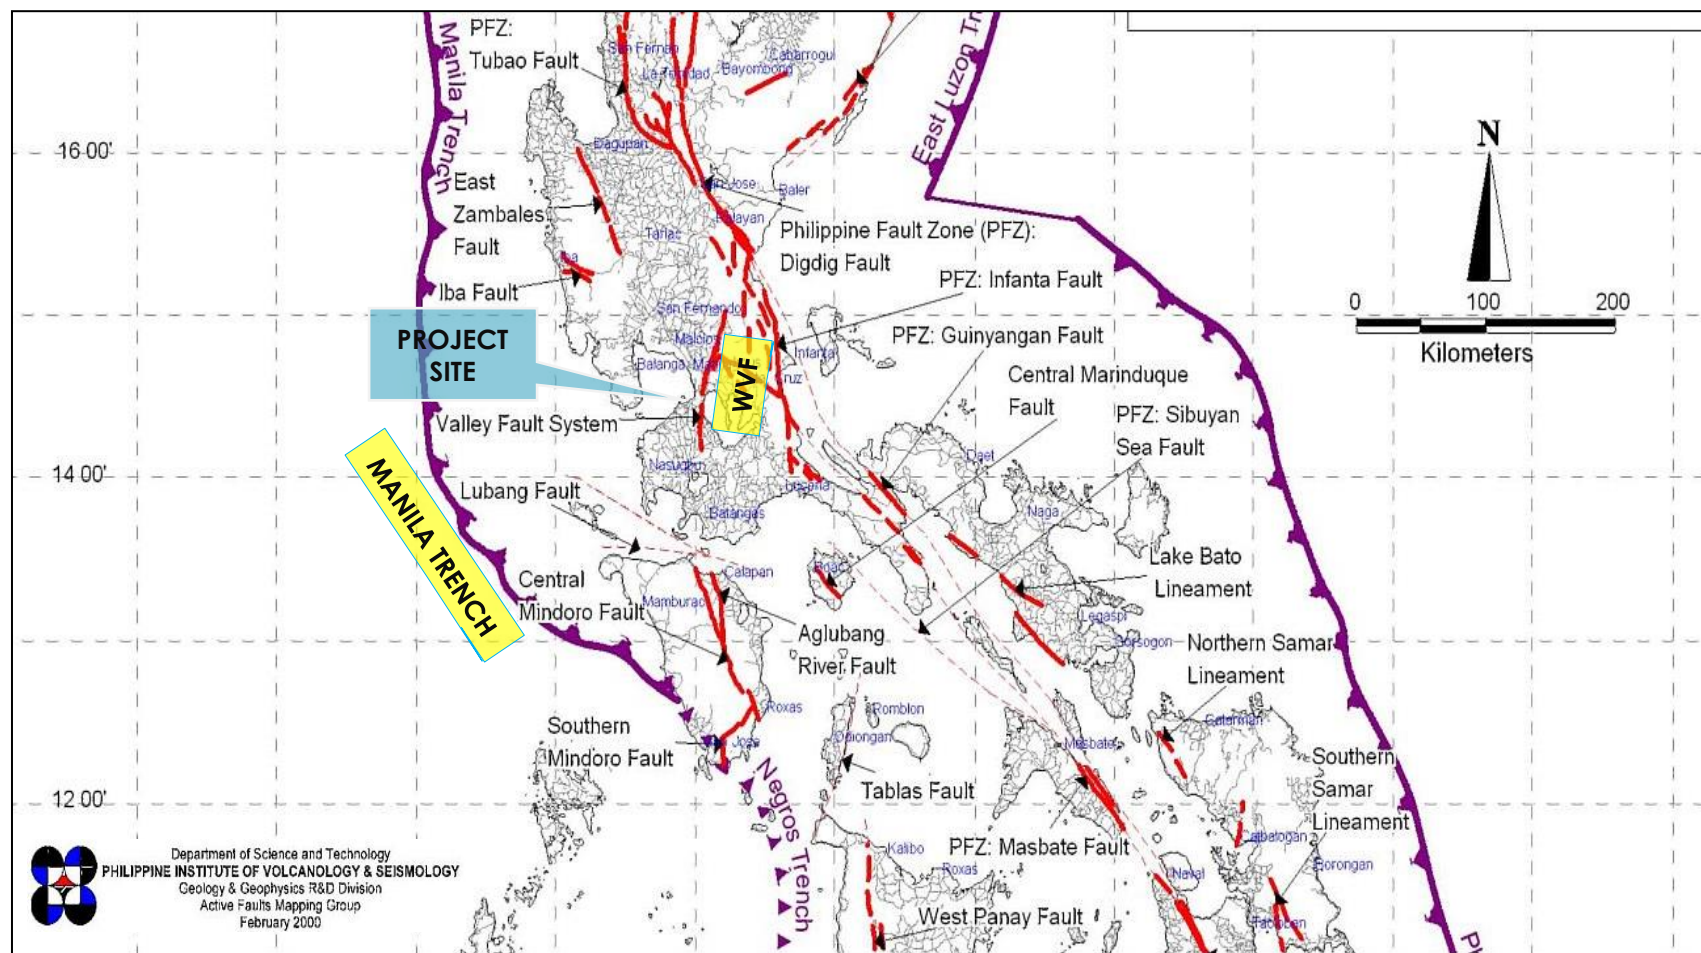 PFZ:
Tubao Fault
Manila Trench
East Luzon Tr
San Fernan
La Trinidad
Bayombong
Cabarrogui
N
16 00'
Dagupan
San Jose
Baler
East
Zambales
Fault
Palayan
Tarlac
Philippine Fault Zone (PFZ):
Digdig Fault
Iba
Iba Fault
PFZ: Infanta Fault
0 100 200
Kilometers
San Fernando
PFZ: Guinyangan Fault
PROJECT
SITE
Malolos
Infanta
Balanga
WVF
Cruz
Central Marinduque
Fault
PFZ: Sibuyan
Sea Fault
Valley Fault System
MANILA TRENCH
14 00'
Nasugbu
Lucena
Daet
Lubang Fault
Batangas
Naga
Lake Bato
Lineament
Central
Mindoro Fault
Calapan
Boac
Mamburao
Legaspi
Aglubang
River Fault
Sorsogon
Northern Samar
Lineament
Roxas
Romblon
Odiongan
Catarman
Southern
Mindoro Fault
San Jose
Masbate
Southern
Samar
Lineament
12 00'
Negros Trench
Tablas Fault
PFZ: Masbate Fault
Catbalogan
Kalibo
Roxas
Naval
Borongan
West Panay Fault
Tacloban
Department of Science and Technology
PHILIPPINE INSTITUTE OF VOLCANOLOGY & SEISMOLOGY
Geology & Geophysics R&D Division
Active Faults Mapping Group
February 2000